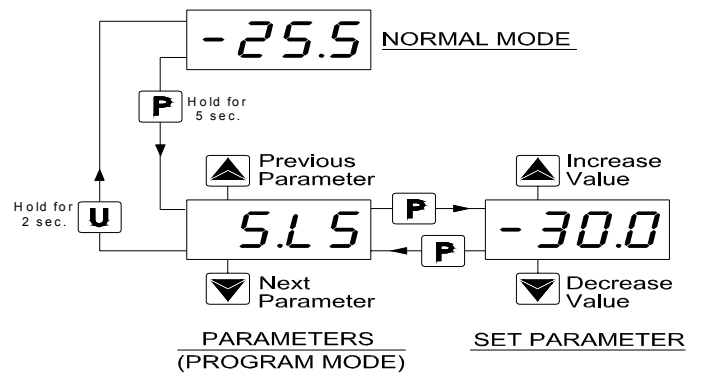 -25.5
NORMAL MODE
P
Hold for
5 sec.
Previous
Parameter
Increase
Value
Hold for
2 sec.
U
P
S.LS
-30.0
P
Next
Parameter
Decrease
Value
PARAMETERS
(PROGRAM MODE)
SET PARAMETER